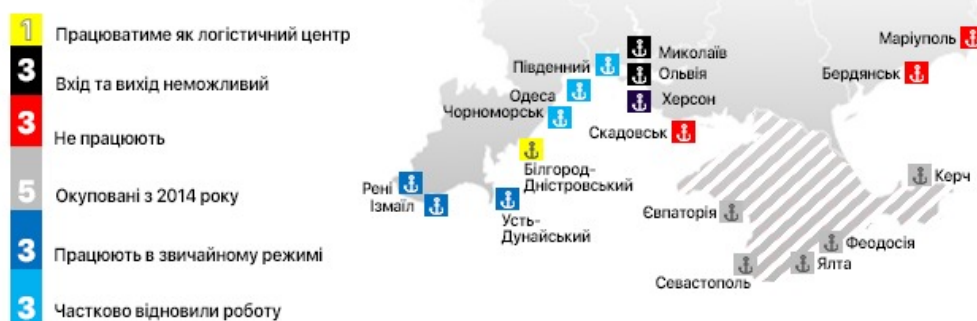 1 Працюватиме як логістичний центр
3 Вхід та вихід неможливий
3 Не працюють
5 Окуповані з 2014 року
3 Працюють в звичайному режимі
3 Частково відновили роботу
Миколаїв
Маріуполь
Південний
Ольвія
Бердянськ
Одеса
Херсон
Чорноморськ
Скадовськ
Білгород-
Дністровський
Рені
Ізмаїл
Керч
Усть-
Дунайський
Євпаторія
Феодосія
Ялта
Севастополь